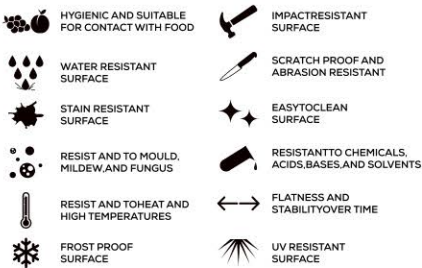 HYGIENIC AND SUITABLE
FOR CONTACT WITH FOOD
WATER RESISTANT
SURFACE
STAIN RESISTANT
SURFACE
RESIST AND TO MOULD,
MILDEW,AND FUNGUS
RESIST AND TOHEAT AND
HIGH TEMPERATURES
FROST PROOF
SURFACE
IMPACTRESISTANT
SURFACE
SCRATCH PROOF AND
ABRASION RESISTANT
EASYTOCLEAN
SURFACE
RESISTANTTO CHEMICALS,
ACIDS,BASES,AND SOLVENTS
FLATNESS AND
STABILITYOVER TIME
UV RESISTANT
SURFACE